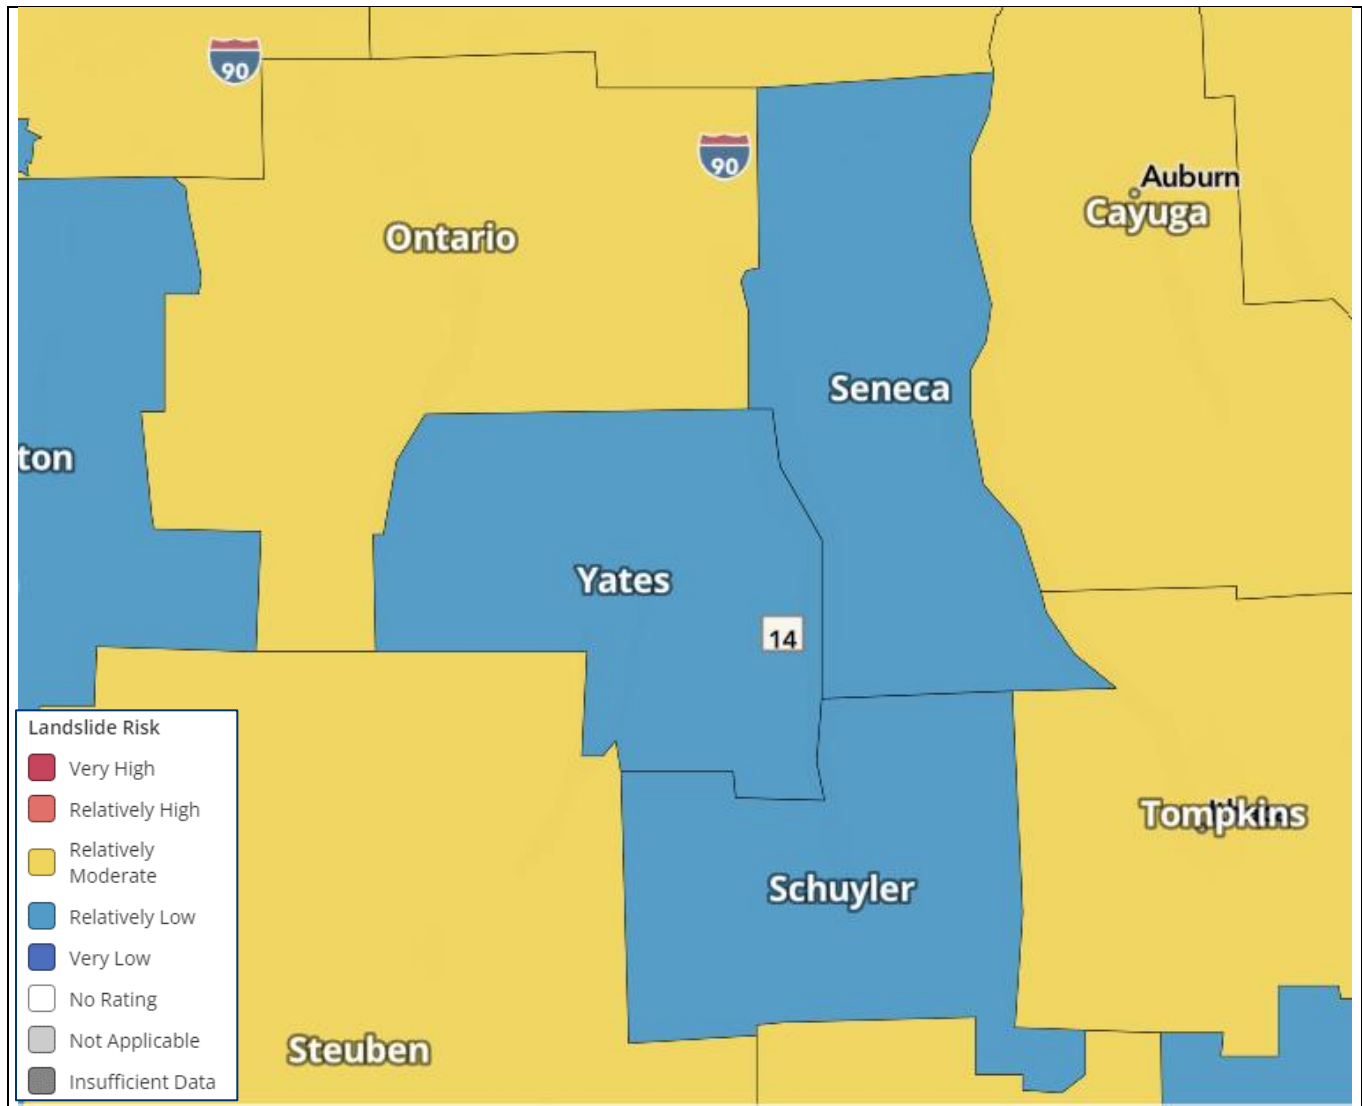 90
90
Auburn
Cayuga
Ontario
Seneca
ton
Yates
14
Tompkins
Schuyler
Steuben
Landslide Risk
Very High
Relatively High
Relatively
Moderate
Relatively Low
Very Low
No Rating
Not Applicable
Insufficient Data